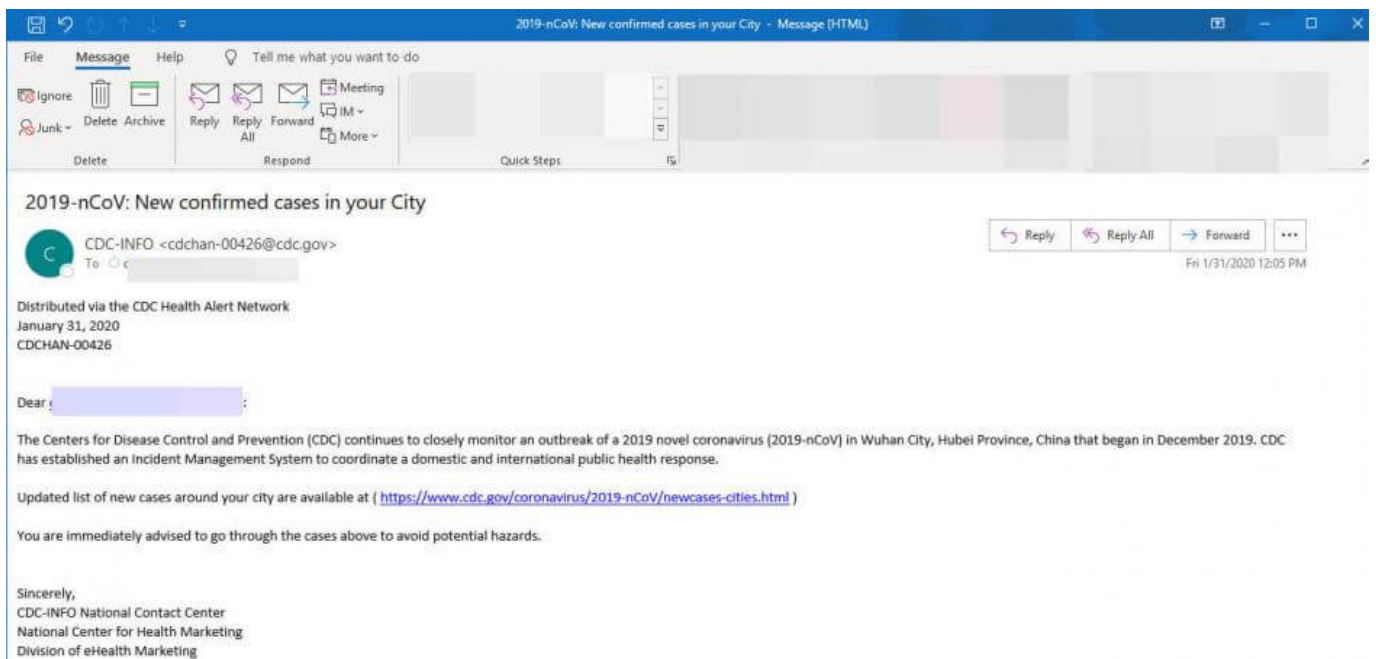 2019-nCoV: New confirmed cases in your City - Message (HTML)
File Message Help Tell me what you want to do
Ignore
Junk
Delete
Archive
Reply
Reply All
Forward
Meeting
IM
More
Delete
Respond
Quick Steps
2019-nCoV: New confirmed cases in your City
C
CDC-INFO <cdchan-00426@cdc.gov>
To
Reply Reply All Forward
Fri 1/31/2020 12:05 PM
Distributed via the CDC Health Alert Network
January 31, 2020
CDCHAN-00426
Dear :
The Centers for Disease Control and Prevention (CDC) continues to closely monitor an outbreak of a 2019 novel coronavirus (2019-nCoV) in Wuhan City, Hubei Province, China that began in December 2019. CDC
has established an Incident Management System to coordinate a domestic and international public health response.
Updated list of new cases around your city are available at ( https://www.cdc.gov/coronavirus/2019-nCoV/newcases-cities.html )
You are immediately advised to go through the cases above to avoid potential hazards.
Sincerely,
CDC-INFO National Contact Center
National Center for Health Marketing
Division of eHealth Marketing